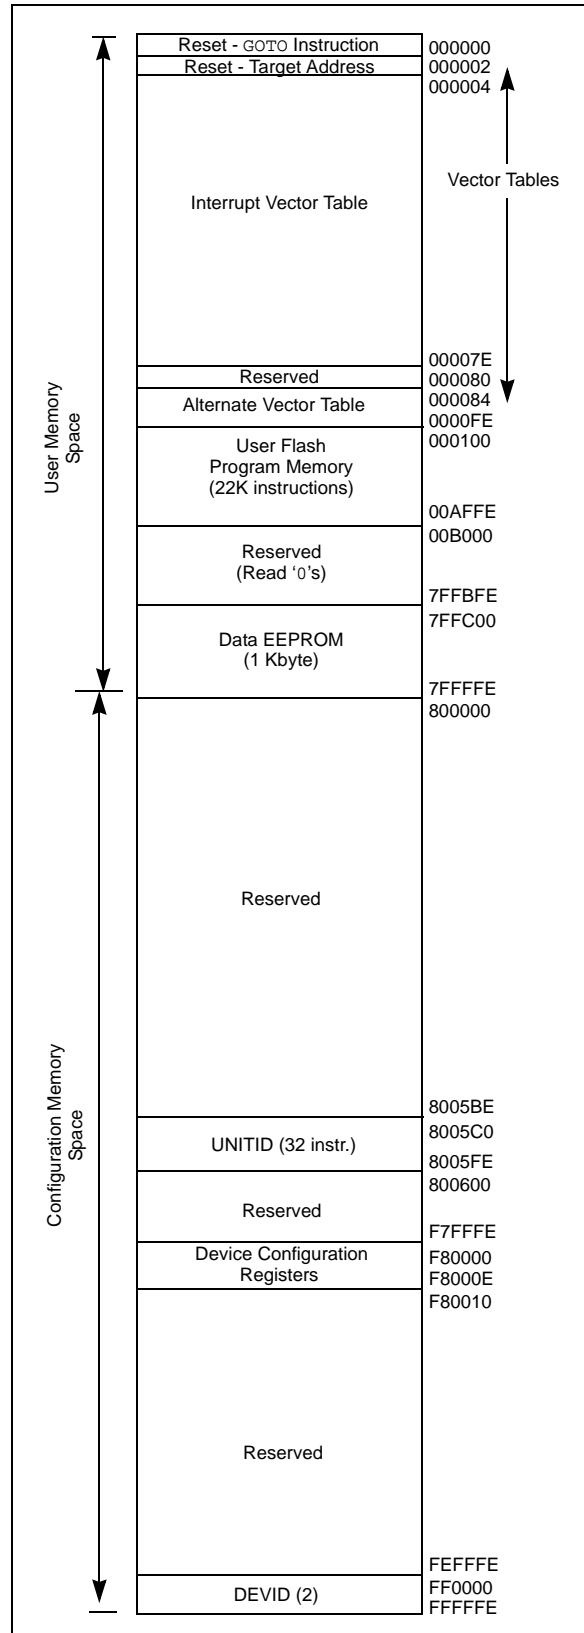 Reset - GOTO Instruction 000000
Reset - Target Address 000002
000004
Interrupt Vector Table
Vector Tables
00007E
Reserved 000080
Alternate Vector Table 000084
0000FE
User Flash 000100
Program Memory
(22K instructions)
00AFFE
00B000
Reserved
(Read ‘0’s)
7FFBFE
7FFC00
Data EEPROM
(1 Kbyte)
7FFFFE
800000
User Memory
Space
Reserved
8005BE
8005C0
UNITID (32 instr.)
8005FE
800600
Reserved
F7FFFE
Device Configuration F80000
Registers F8000E
F80010
Configuration Memory
Space
Reserved
FEFFFE
DEVID (2) FF0000
FFFFFE